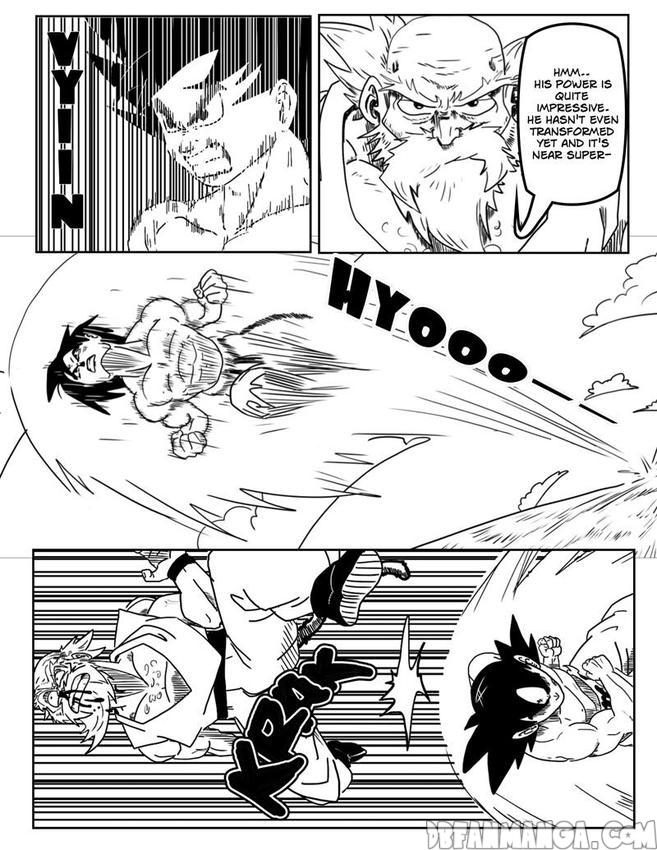 VYIIN
HMM..
HIS POWER IS
QUITE
IMPRESSIVE.
HE HASN'T EVEN
TRANSFORMED
YET AND IT'S
NEAR SUPER-
HYOOO——
KRAK
DBFANMANGA.COM